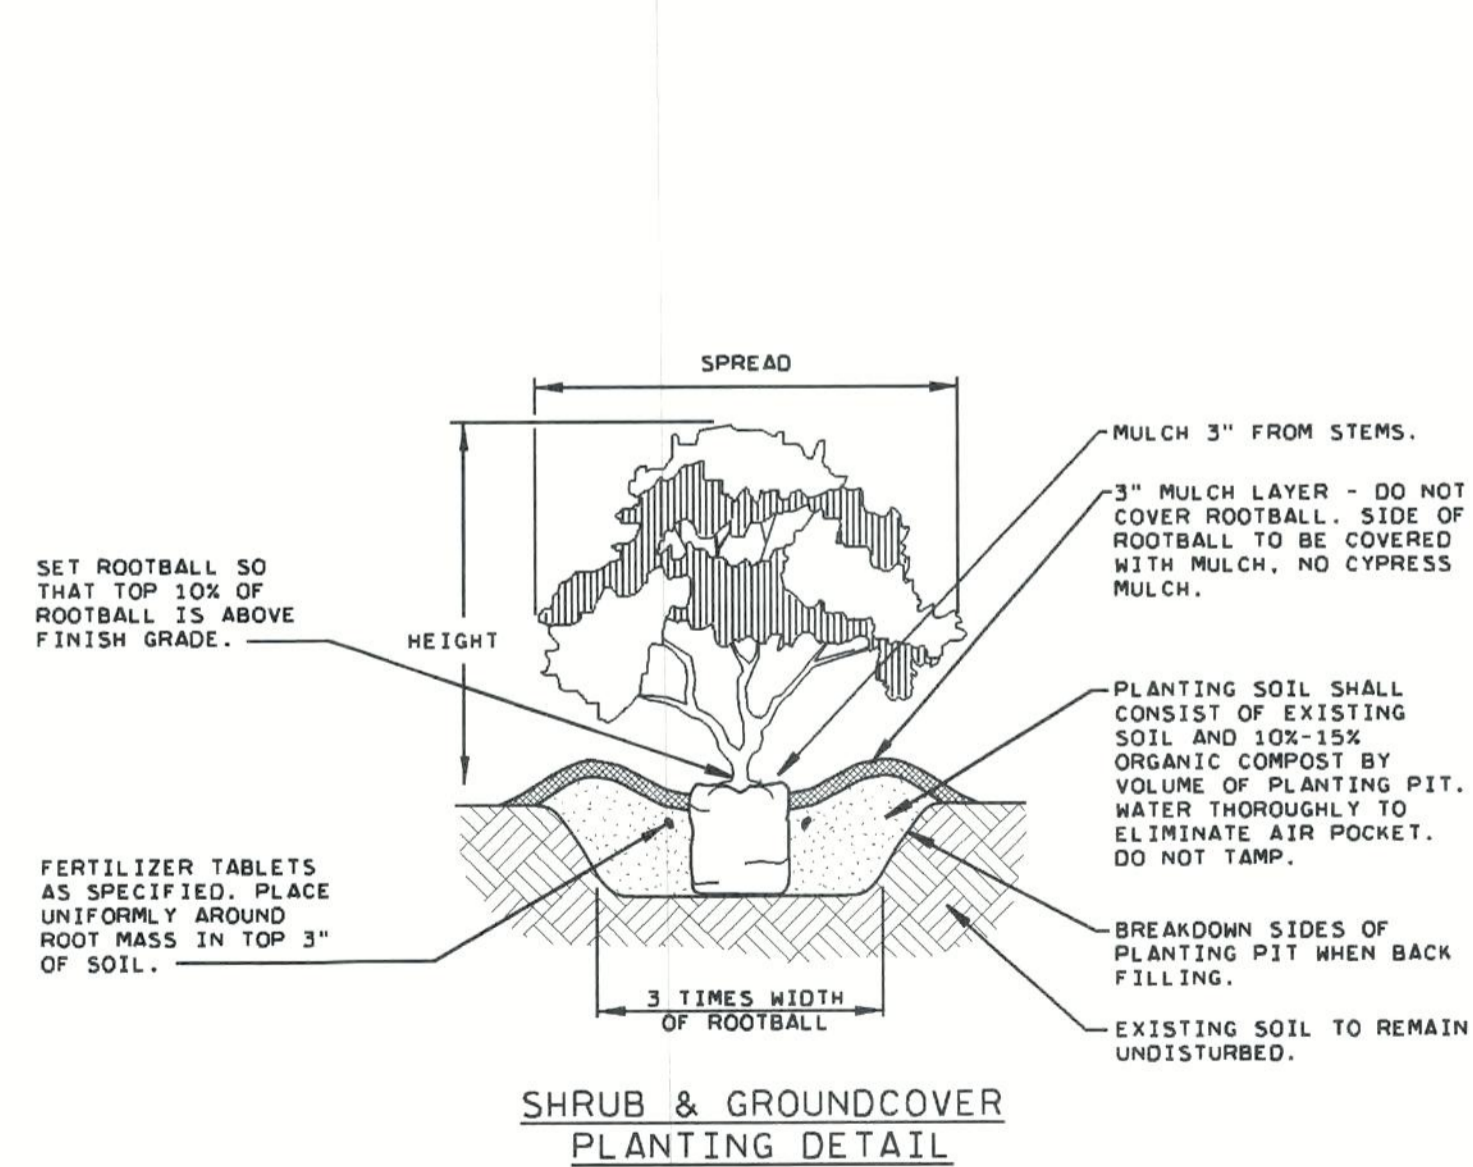 SPREAD
MULCH 3" FROM STEMS.
3" MULCH LAYER - DO NOT
COVER ROOTBALL. SIDE OF
ROOTBALL TO BE COVERED
WITH MULCH, NO CYPRESS
MULCH.
SET ROOTBALL SO
THAT TOP 10% OF
ROOTBALL IS ABOVE
FINISH GRADE.
HEIGHT
PLANTING SOIL SHALL
CONSIST OF EXISTING
SOIL AND 10%-15%
ORGANIC COMPOST BY
VOLUME OF PLANTING PIT.
WATER THOROUGHLY TO
ELIMINATE AIR POCKET.
DO NOT TAMP.
FERTILIZER TABLETS
AS SPECIFIED. PLACE
UNIFORMLY AROUND
ROOT MASS IN TOP 3"
OF SOIL.
BREAKDOWN SIDES OF
PLANTING PIT WHEN BACK
FILLING.
3 TIMES WIDTH
OF ROOTBALL
EXISTING SOIL TO REMAIN
UNDISTURBED.
SHRUB & GROUNDCOVER
PLANTING DETAIL